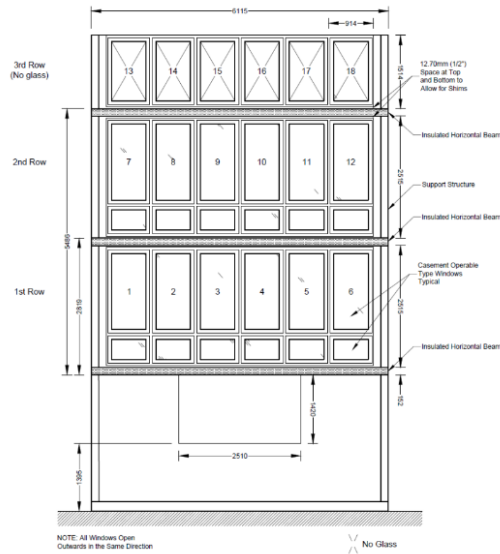 6115
914
3rd Row
(No glass)
13 14 15 16 17 18
1514
12.70mm (1/2")
Space at Top
and Bottom to
Allow for Shims
Insulated Horizontal Beam
2nd Row
7 8 9 10 11 12
2515
Support Structure
5486
Insulated Horizontal Beam
1st Row
1 2 3 4 5 6
2819
2515
Casement Operable
Type Windows
Typical
Insulated Horizontal Beam
162
1420
2510
1395
NOTE: All Windows Open
Outwards in the Same Direction
No Glass